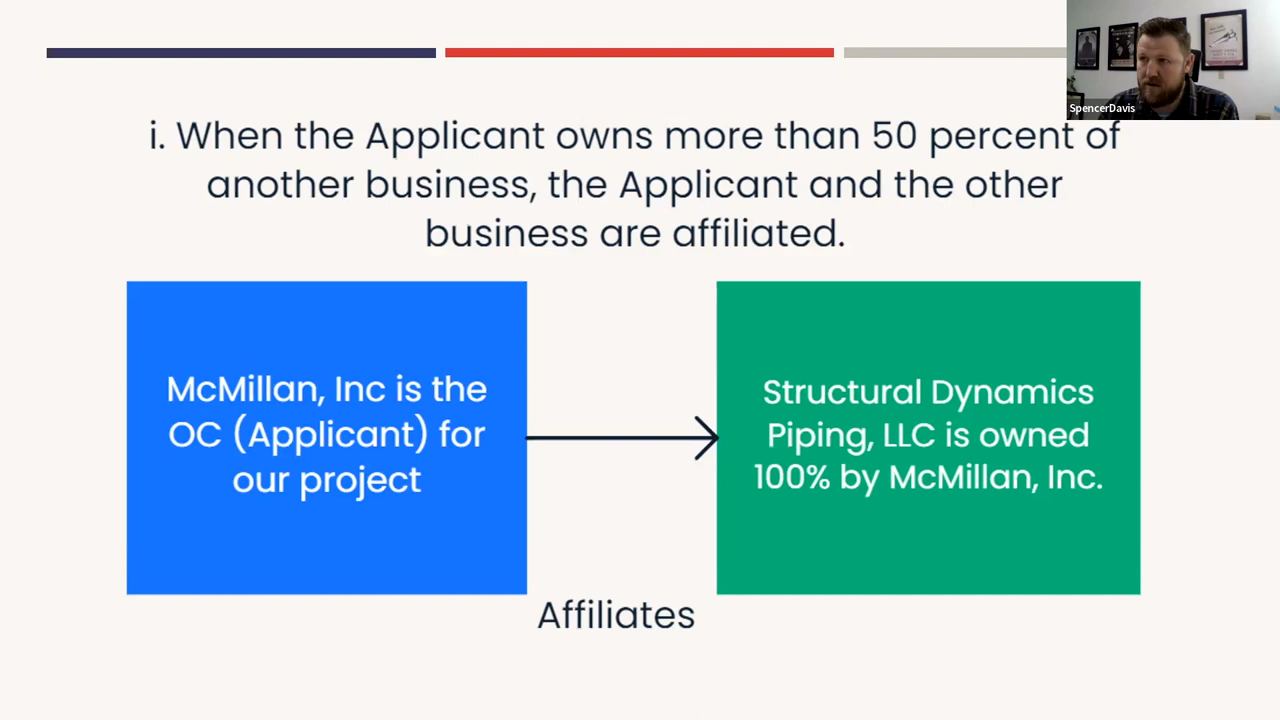 SpencerDavis
i. When the Applicant owns more than 50 percent of
another business, the Applicant and the other
business are affiliated.
McMillan, Inc is the
OC (Applicant) for
our project
Structural Dynamics
Piping, LLC is owned
100% by McMillan, Inc.
Affiliates